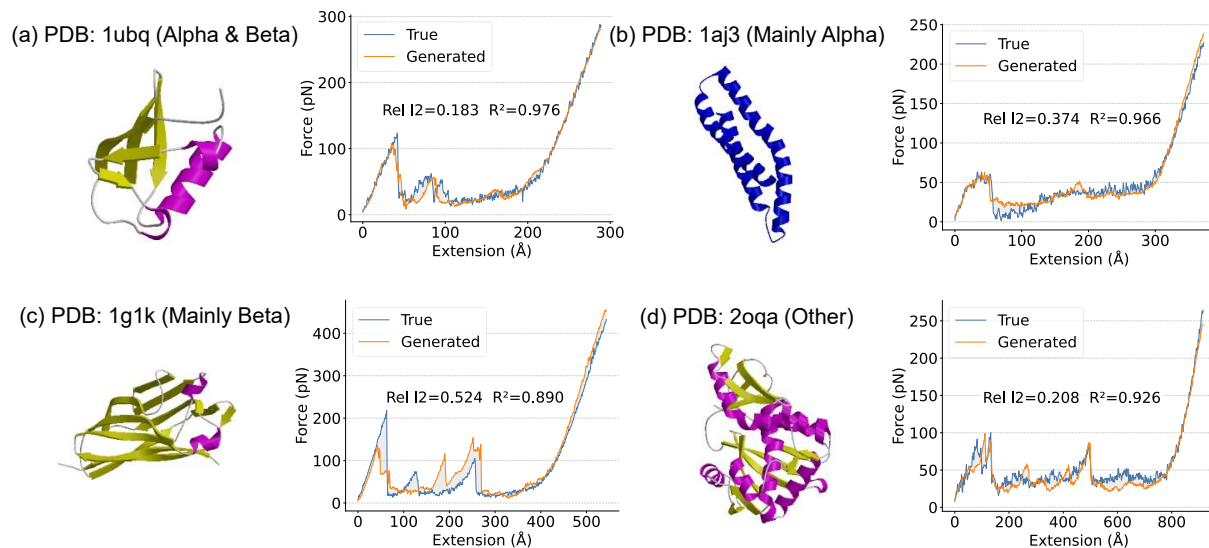 (a) PDB: 1ubq (Alpha & Beta)
300
200
100
0
Force (pN)
True
Generated
Rel l2=0.183 R²=0.976
0 100 200 300
Extension (Å)
(b) PDB: 1aj3 (Mainly Alpha)
250
200
150
100
50
0
Force (pN)
True
Generated
Rel l2=0.374 R²=0.966
0 100 200 300
Extension (Å)
(c) PDB: 1g1k (Mainly Beta)
400
300
200
100
0
Force (pN)
True
Generated
Rel l2=0.524 R²=0.890
0 100 200 300 400 500
Extension (Å)
(d) PDB: 2oqa (Other)
250
200
150
100
50
0
Force (pN)
True
Generated
Rel l2=0.208 R²=0.926
0 200 400 600 800
Extension (Å)